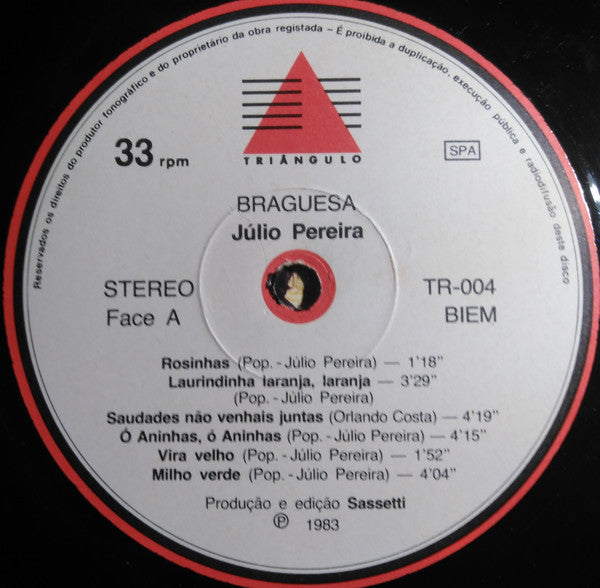 Reservados os direitos do produtor fonográfico e do proprietário da obra registada – É proibida a duplicação, execução pública e radiodifusão deste disco
TRIÂNGULO
33 rpm
SPA
BRAGUESA
Júlio Pereira
STEREO
TR-004
Face A
BIEM
Rosinhas (Pop. - Júlio Pereira) — 1'18"
Laurindinha laranja, laranja — 3'29"
(Pop. - Júlio Pereira)
Saudades não venhais juntas (Orlando Costa) — 4'19"
Ó Aninhas, ó Aninhas (Pop. - Júlio Pereira) — 4'15"
Vira velho (Pop. - Júlio Pereira) — 1'52"
Milho verde (Pop. - Júlio Pereira) — 4'04"
Produção e edição Sassetti
℗ 1983